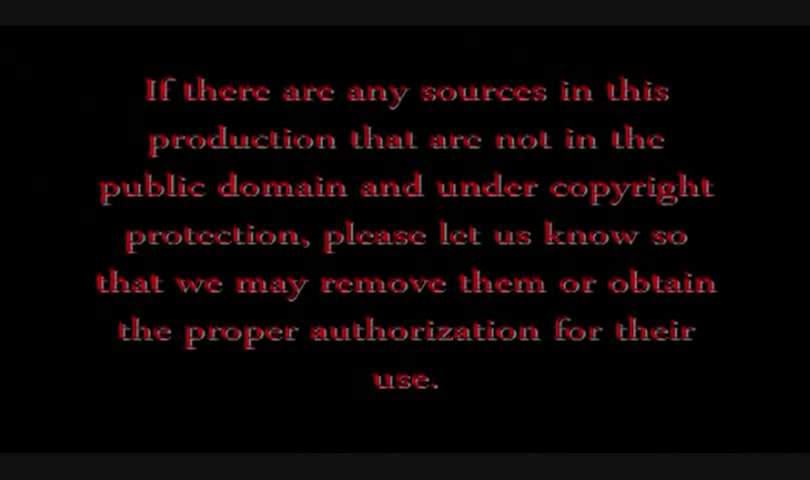 If there are any sources in this
production that are not in the
public domain and under copyright
protection, please let us know so
that we may remove them or obtain
the proper authorization for their
use.